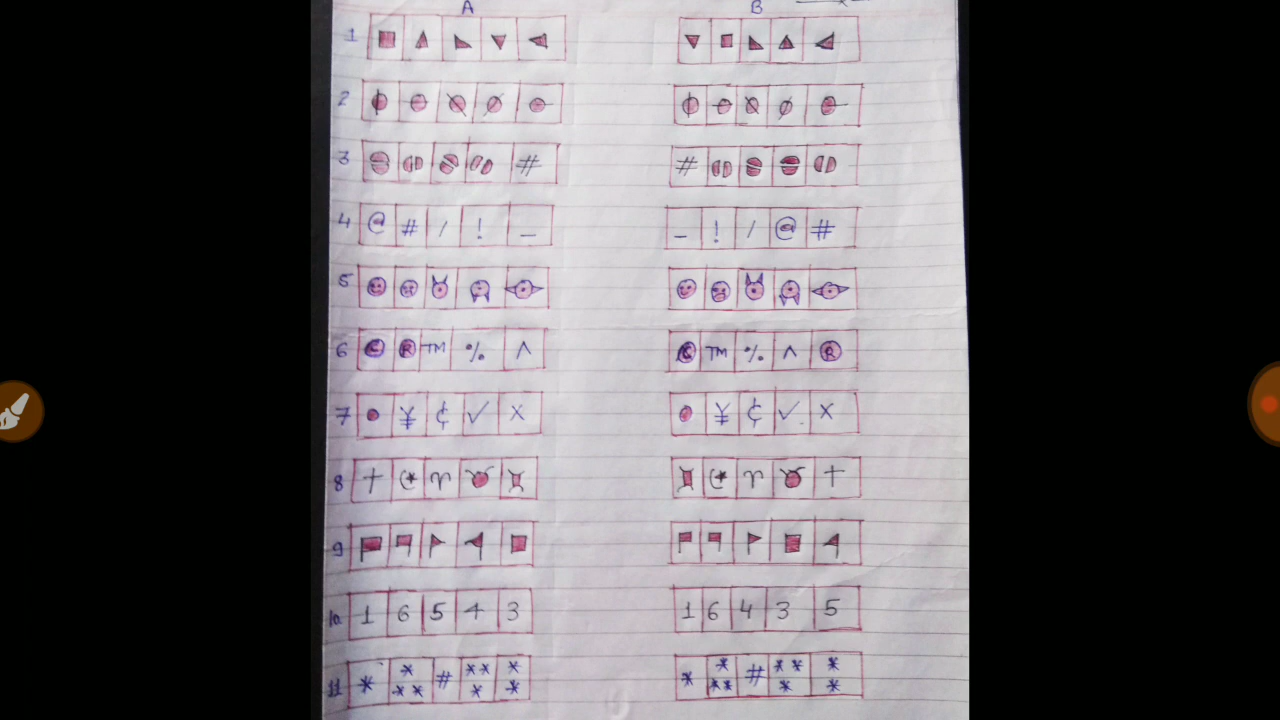 A B
1
2
3 # #
4 @ # / ! _ _ ! / @ #
5
6 © ® TM % ^ © TM % ^ ®
7 • ¥ ¢ ✓ x • ¥ ¢ ✓ x
8
9
10 1 6 5 4 3 1 6 4 3 5
11 * * * * # * * * * * * * * * # * * * * *